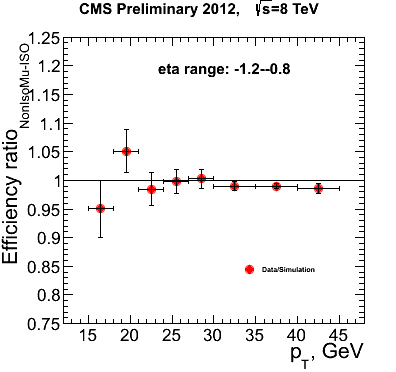 CMS Preliminary 2012, √s=8 TeV
eta range: -1.2--0.8
Efficiency ratio NonIsoMu-ISO
1.25
1.2
1.15
1.1
1.05
1
0.95
0.9
0.85
0.8
0.75
Data/Simulation
15 20 25 30 35 40 45
p_T, GeV